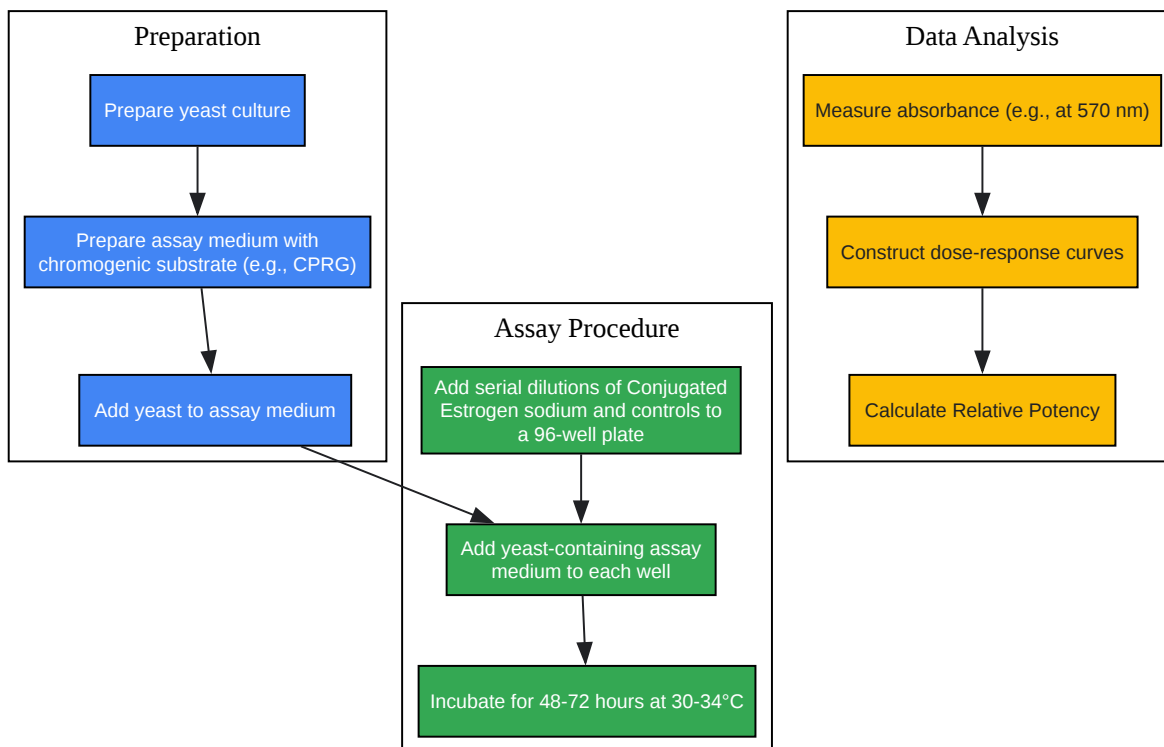 Preparation
Prepare yeast culture
Prepare assay medium with
chromogenic substrate (e.g., CPRG)
Add yeast to assay medium
Assay Procedure
Add serial dilutions of Conjugated
Estrogen sodium and controls to
a 96-well plate
Add yeast-containing assay
medium to each well
Incubate for 48-72 hours at 30-34°C
Data Analysis
Measure absorbance (e.g., at 570 nm)
Construct dose-response curves
Calculate Relative Potency